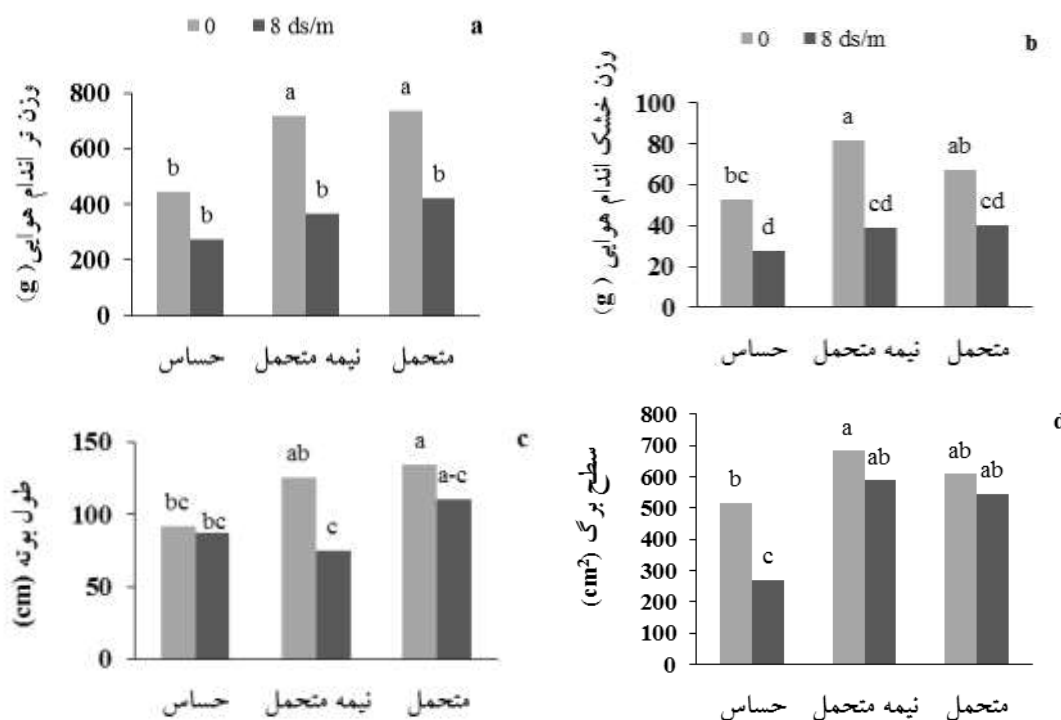 0 8 ds/m a
وزن تر اندام هوایی( g)
800
600
400
200
0
b b a b a b
حساس نیمه متحمل متحمل
0 8 ds/m b
وزن خشک اندام هوایی ( g)
100
80
60
40
20
0
bc d a cd ab cd
حساس نیمه متحمل متحمل
c
طول بوته (cm)
150
100
50
0
bc bc ab c a a-c
حساس نیمه متحمل متحمل
d
سطح برگ (cm²)
800
700
600
500
400
300
200
100
0
b c a ab ab ab
حساس نیمه متحمل متحمل